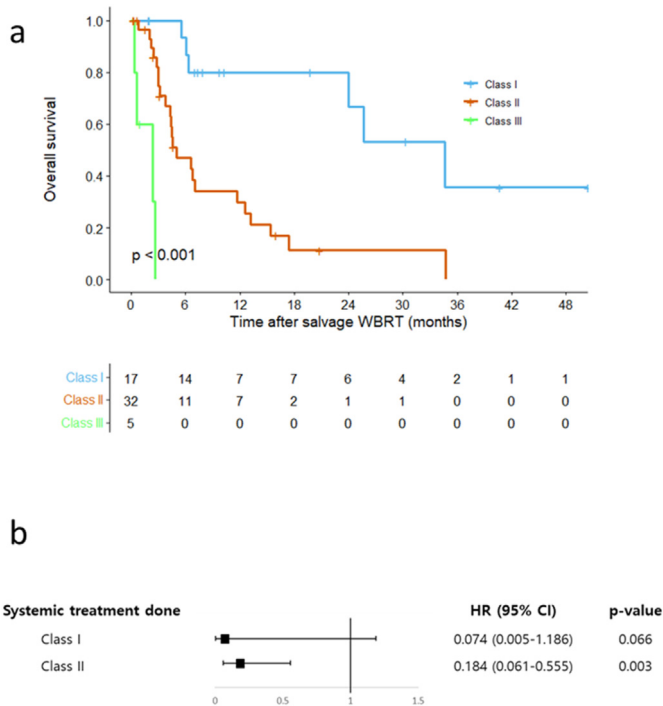 a
1.0
0.8
0.6
0.4
0.2
0.0
Overall survival
Class I
Class II
Class III
p < 0.001
0 6 12 18 24 30 36 42 48
Time after salvage WBRT (months)
Class I 17 14 7 7 6 4 2 1 1
Class II 32 11 7 2 1 1 0 0 0
Class III 5 0 0 0 0 0 0 0 0
b
Systemic treatment done HR (95% CI) p-value
Class I 0.074 (0.005-1.186) 0.066
Class II 0.184 (0.061-0.555) 0.003
0 0.5 1 1.5